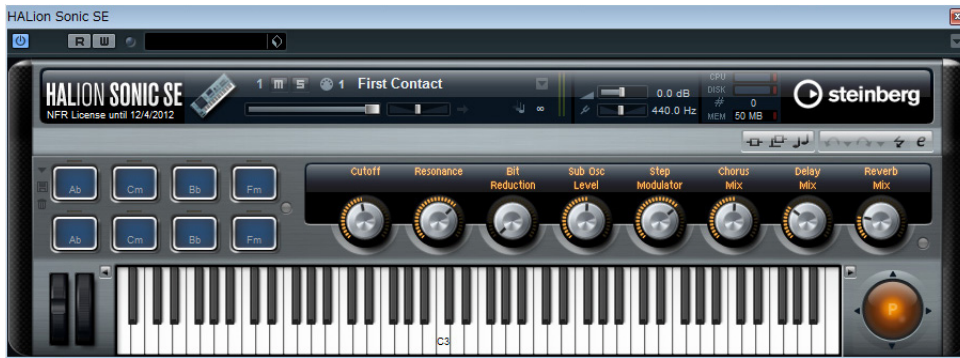 HALion Sonic SE
R W
HALION SONIC SE
NFR License until 12/4/2012
1 m S 1 First Contact
0.0 dB
440.0 Hz
CPU
DISK
# 0
MEM 50 MB
steinberg
e
Ab Cm Bb Fm
Ab Cm Bb Fm
Cutoff
Resonance
Bit
Reduction
Sub Osc
Level
Step
Modulator
Chorus
Mix
Delay
Mix
Reverb
Mix
C3
P